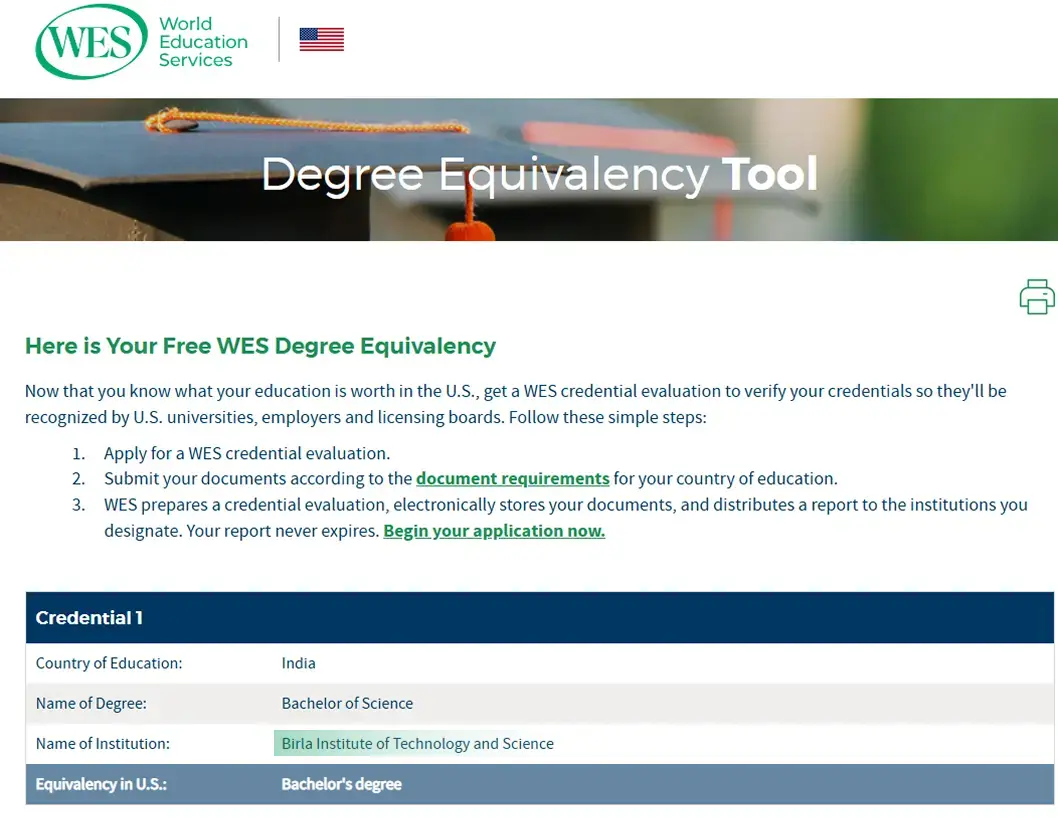 WES
World
Education
Services
Degree Equivalency Tool
Here is Your Free WES Degree Equivalency
Now that you know what your education is worth in the U.S., get a WES credential evaluation to verify your credentials so they'll be
recognized by U.S. universities, employers and licensing boards. Follow these simple steps:
1. Apply for a WES credential evaluation.
2. Submit your documents according to the document requirements for your country of education.
3. WES prepares a credential evaluation, electronically stores your documents, and distributes a report to the institutions you
designate. Your report never expires. Begin your application now.
Credential 1
Country of Education: India
Name of Degree: Bachelor of Science
Name of Institution: Birla Institute of Technology and Science
Equivalency in U.S.: Bachelor's degree